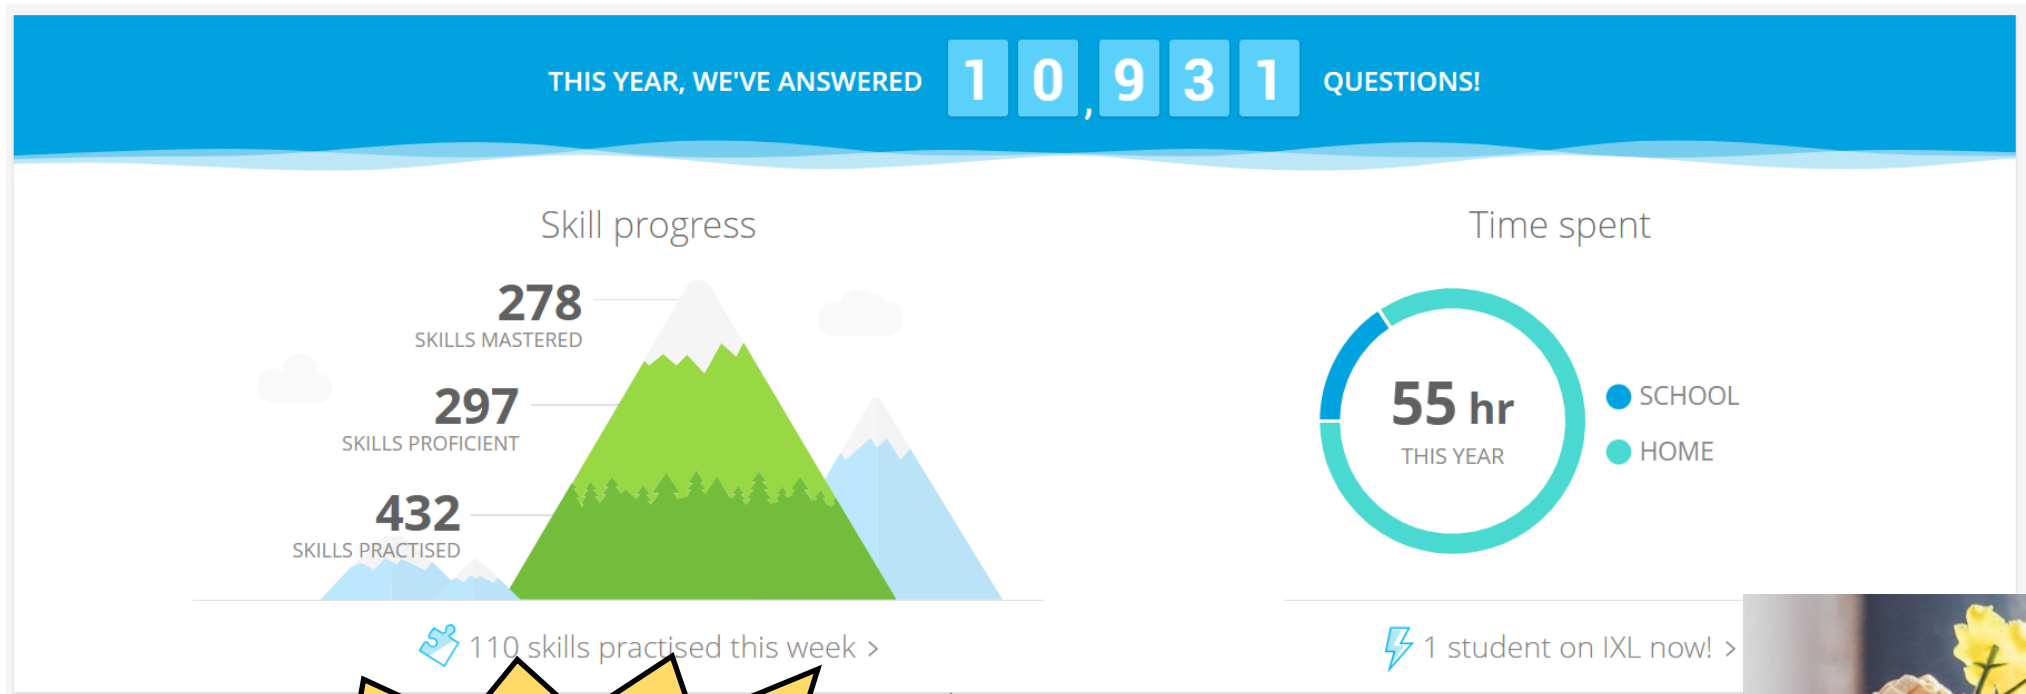 THIS YEAR, WE'VE ANSWERED 10,931 QUESTIONS!
Skill progress
278
SKILLS MASTERED
297
SKILLS PROFICIENT
432
SKILLS PRACTISED
110 skills practised this week >
Time spent
55 hr
THIS YEAR
SCHOOL
HOME
1 student on IXL now! >